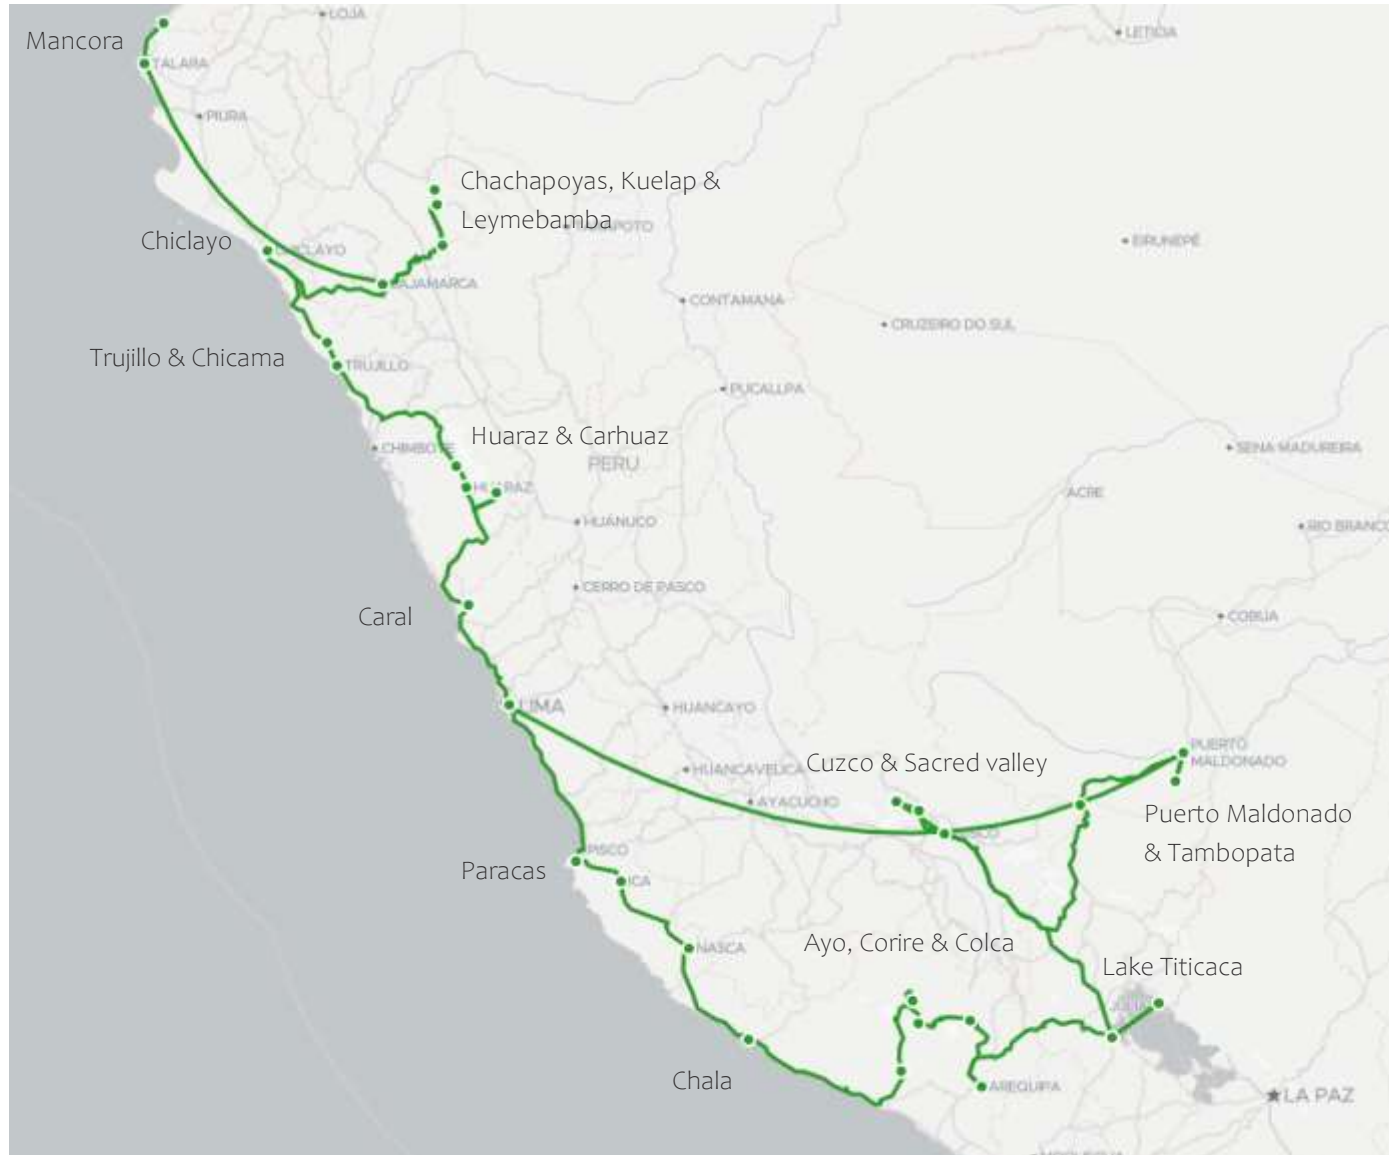 LOJA
LETICIA
Mancora
TALARA
PIURA
Chachapoyas, Kuelap &
Leymebamba
Chiclayo
EIRUNEPÉ
CHICLAYO
CAJAMARCA
CONTAMANA
CRUZEIRO DO SUL
Trujillo & Chicama
TRUJILLO
PUCALLPA
Huaraz & Carhuaz
CHIMBOTE
SENA MADUREIRA
PERU
HUARAZ
ACRE
HUÁNUCO
RIO BRANCO
CERRO DE PASCO
Caral
COBIJA
LIMA
HUANCAYO
PUERTO
MALDONADO
Cuzco & Sacred valley
HUANCAVELICA
AYACUCHO
Puerto Maldonado
& Tambopata
PISCO
Paracas
ICA
Ayo, Corire & Colca
NASCA
Lake Titicaca
Chala
AREQUIPA
LA PAZ